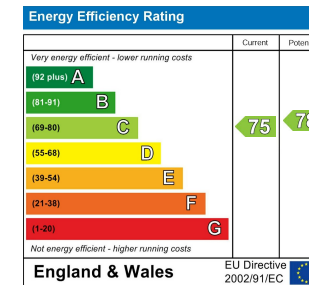 Energy Efficiency Rating
Current
Very energy efficient - lower running costs
(92 plus) A
(81-91) B
(69-80) C
75
(55-68) D
(39-54) E
(21-38) F
(1-20) G
Not energy efficient - higher running costs
England & Wales
EU Directive
2002/91/EC